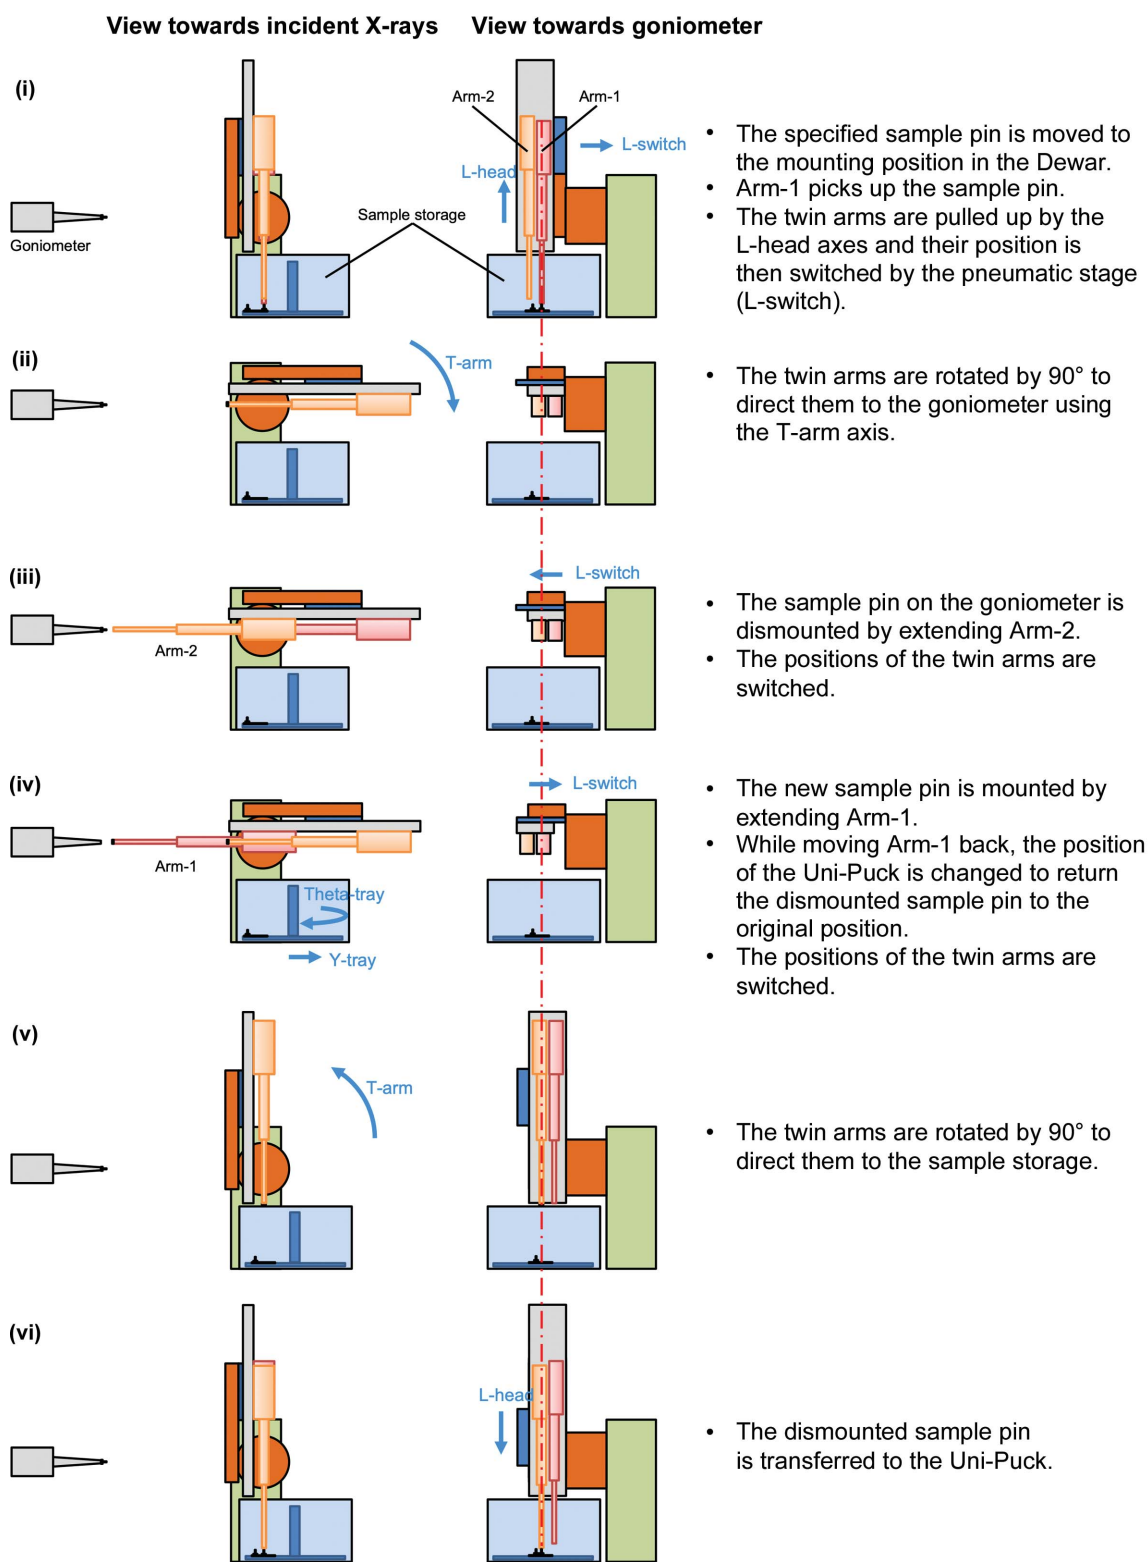 View towards incident X-rays
View towards goniometer
(i)
Arm-2
Arm-1
L-switch
L-head
Sample storage
Goniometer
• The specified sample pin is moved to
the mounting position in the Dewar.
• Arm-1 picks up the sample pin.
• The twin arms are pulled up by the
L-head axes and their position is
then switched by the pneumatic stage
(L-switch).
(ii)
T-arm
• The twin arms are rotated by 90° to
direct them to the goniometer using
the T-arm axis.
(iii)
L-switch
Arm-2
• The sample pin on the goniometer is
dismounted by extending Arm-2.
• The positions of the twin arms are
switched.
(iv)
L-switch
Arm-1
Theta-tray
Y-tray
• The new sample pin is mounted by
extending Arm-1.
• While moving Arm-1 back, the position
of the Uni-Puck is changed to return
the dismounted sample pin to the
original position.
• The positions of the twin arms are
switched.
(v)
T-arm
• The twin arms are rotated by 90° to
direct them to the sample storage.
(vi)
L-head
• The dismounted sample pin
is transferred to the Uni-Puck.